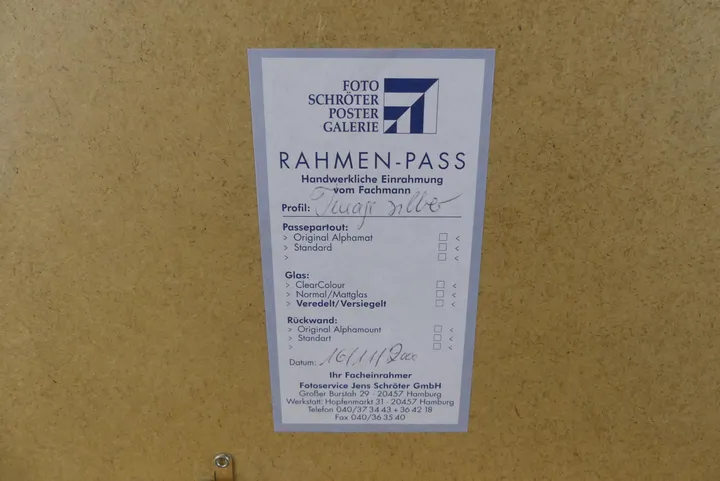 FOTO
SCHRÖTER
POSTER
GALERIE
RAHMEN-PASS
Handwerkliche Einrahmung
vom Fachmann
Profil: Image silber
Passepartout:
> Original Alphamat <
> Standard <
> <
Glas:
> ClearColour <
> Normal/Mattglas <
> Veredelt/Versiegelt <
Rückwand:
> Original Alphamount <
> Standart <
> <
Datum: 16/11/2000
Ihr Facheinrahmer
Fotoservice Jens Schröter GmbH
Großer Burstah 29 · 20457 Hamburg
Werkstatt: Hopfenmarkt 31 · 20457 Hamburg
Telefon 040/37 34 43 + 36 42 18
Fax 040/36 35 40